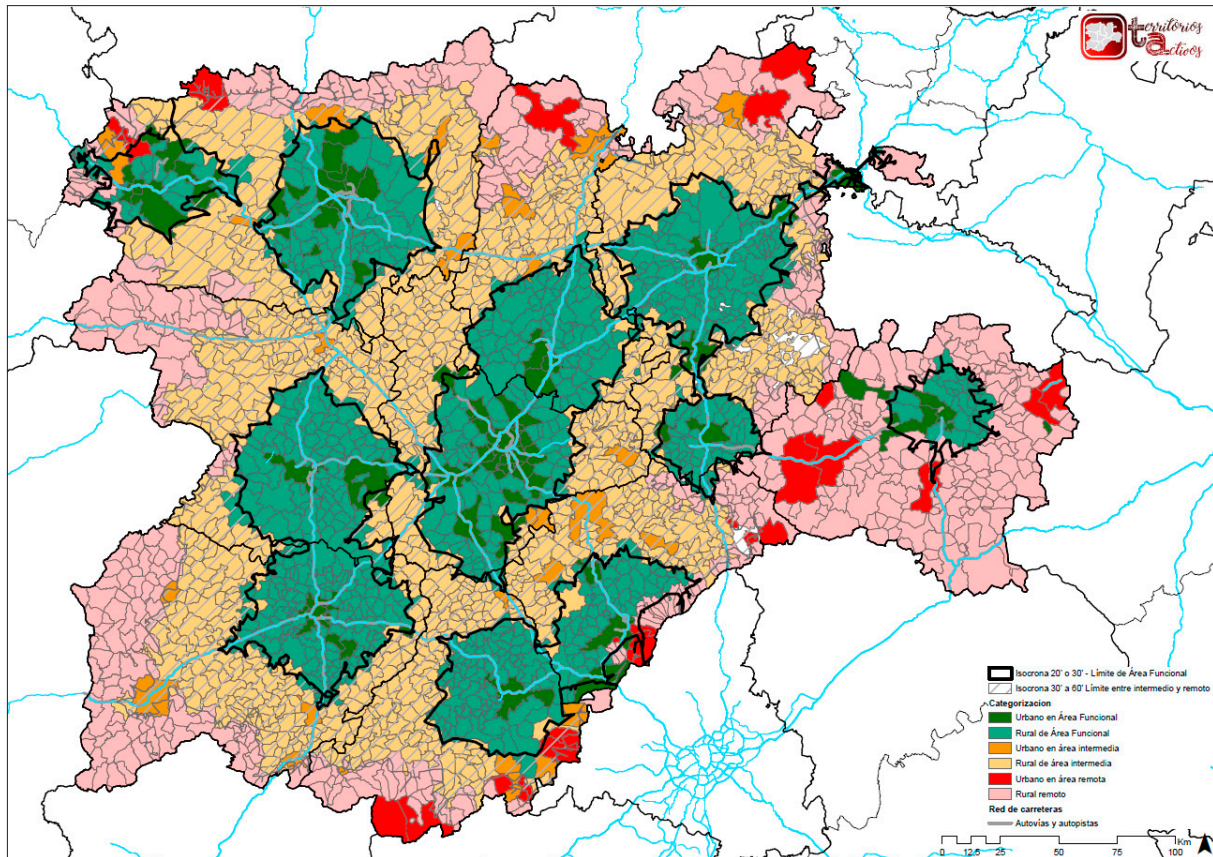 territorios
activos
Isocrona 20' o 30' - Límite de Área Funcional
Isocrona 30' a 60' Límite entre intermedio y remoto
Categorizacion
Urbano en Área Funcional
Rural de Área Funcional
Urbano en área intermedia
Rural de área intermedia
Urbano en área remota
Rural remoto
Red de carreteras
Autovías y autopistas
0 12,5 25 50 75 100
Km